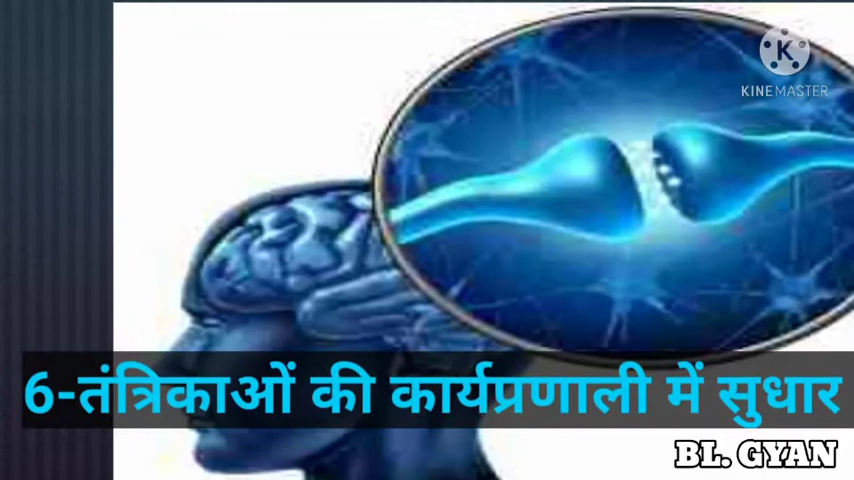 K
KINEMASTER
6-तंत्रिकाओं की कार्यप्रणाली में सुधार
BL. GYAN